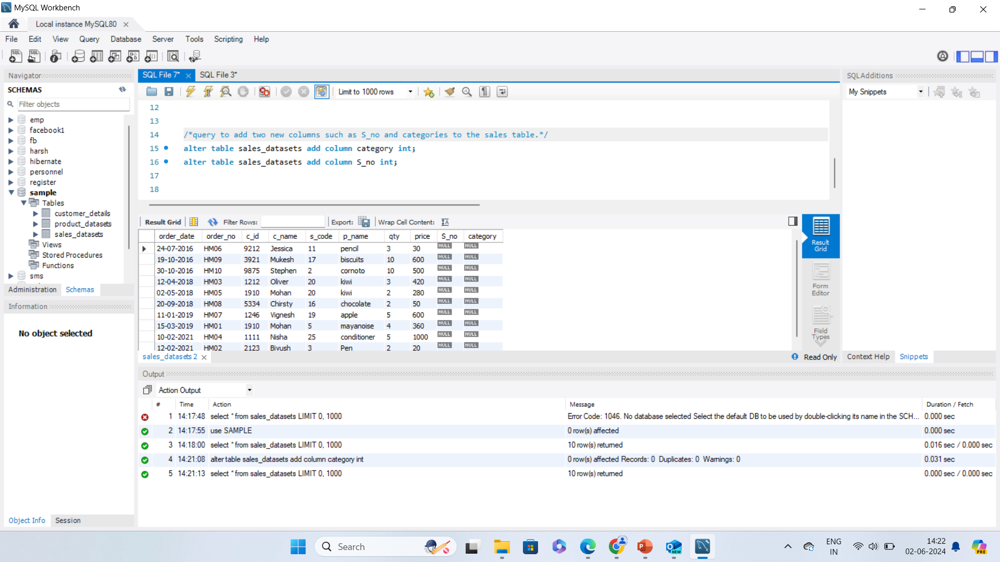 MySQL Workbench
Local instance MySQL80
File Edit View Query Database Server Tools Scripting Help
Navigator
SCHEMAS
Filter objects
emp
facebook1
fb
harsh
hibernate
personnel
register
sample
Tables
customer_details
product_datasets
sales_datasets
Views
Stored Procedures
Functions
sms
Administration Schemas
Information
No object selected
Object Info Session
SQL File 7* SQL File 3*
Limit to 1000 rows
12
13
14 /*query to add two new columns such as S_no and categories to the sales table.*/
15 alter table sales_datasets add column category int;
16 alter table sales_datasets add column S_no int;
17
18
Result Grid Filter Rows: Export: Wrap Cell Content:
order_date order_no c_id c_name s_code p_name qty price S_no category
24-07-2016 HM06 9212 Jessica 11 pencil 3 30 NULL NULL
19-10-2016 HM09 3921 Mukesh 17 biscuits 10 600 NULL NULL
30-10-2016 HM10 9875 Stephen 2 cornoto 10 500 NULL NULL
12-04-2018 HM03 1212 Oliver 20 kiwi 3 420 NULL NULL
02-05-2018 HM05 1910 Mohan 20 kiwi 2 280 NULL NULL
20-09-2018 HM08 5334 Chirsty 16 chocolate 2 50 NULL NULL
11-01-2019 HM07 1246 Vignesh 19 apple 5 600 NULL NULL
15-03-2019 HM01 1910 Mohan 5 mayanoise 4 360 NULL NULL
10-02-2021 HM04 1111 Nisha 25 conditioner 5 1000 NULL NULL
12-02-2021 HM02 2123 Biyush 3 Pen 2 20 NULL NULL
Result
Grid
Form
Editor
Field
Types
sales_datasets 2
Read Only
SQLAdditions
My Snippets
Context Help Snippets
Output
Action Output
# Time Action Message Duration / Fetch
1 14:17:48 select * from sales_datasets LIMIT 0, 1000 Error Code: 1046. No database selected Select the default DB to be used by double-clicking its name in the SCH... 0.000 sec
2 14:17:55 use SAMPLE 0 row(s) affected 0.000 sec
3 14:18:00 select * from sales_datasets LIMIT 0, 1000 10 row(s) returned 0.016 sec / 0.000 sec
4 14:21:08 alter table sales_datasets add column category int 0 row(s) affected Records: 0 Duplicates: 0 Warnings: 0 0.031 sec
5 14:21:13 select * from sales_datasets LIMIT 0, 1000 10 row(s) returned 0.000 sec / 0.000 sec
Search
ENG
IN
14:22
02-06-2024